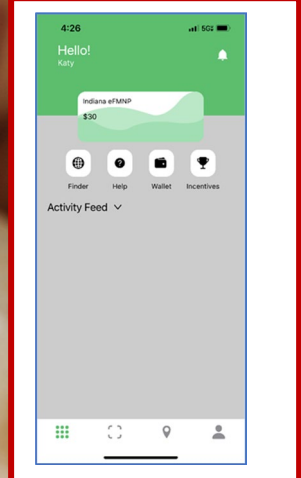 4:26
5G
Hello!
Katy
Indiana eFMNP
$30
Finder
Help
Wallet
Incentives
Activity Feed